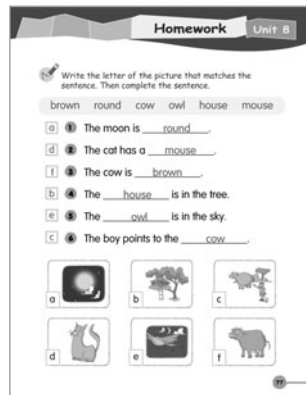 Homework Unit 8
Write the letter of the picture that matches the
sentence. Then complete the sentence.
brown round cow owl house mouse
a 1 The moon is round.
d 2 The cat has a mouse.
f 3 The cow is brown.
b 4 The house is in the tree.
e 5 The owl is in the sky.
c 6 The boy points to the cow.
a b c
d e f
77